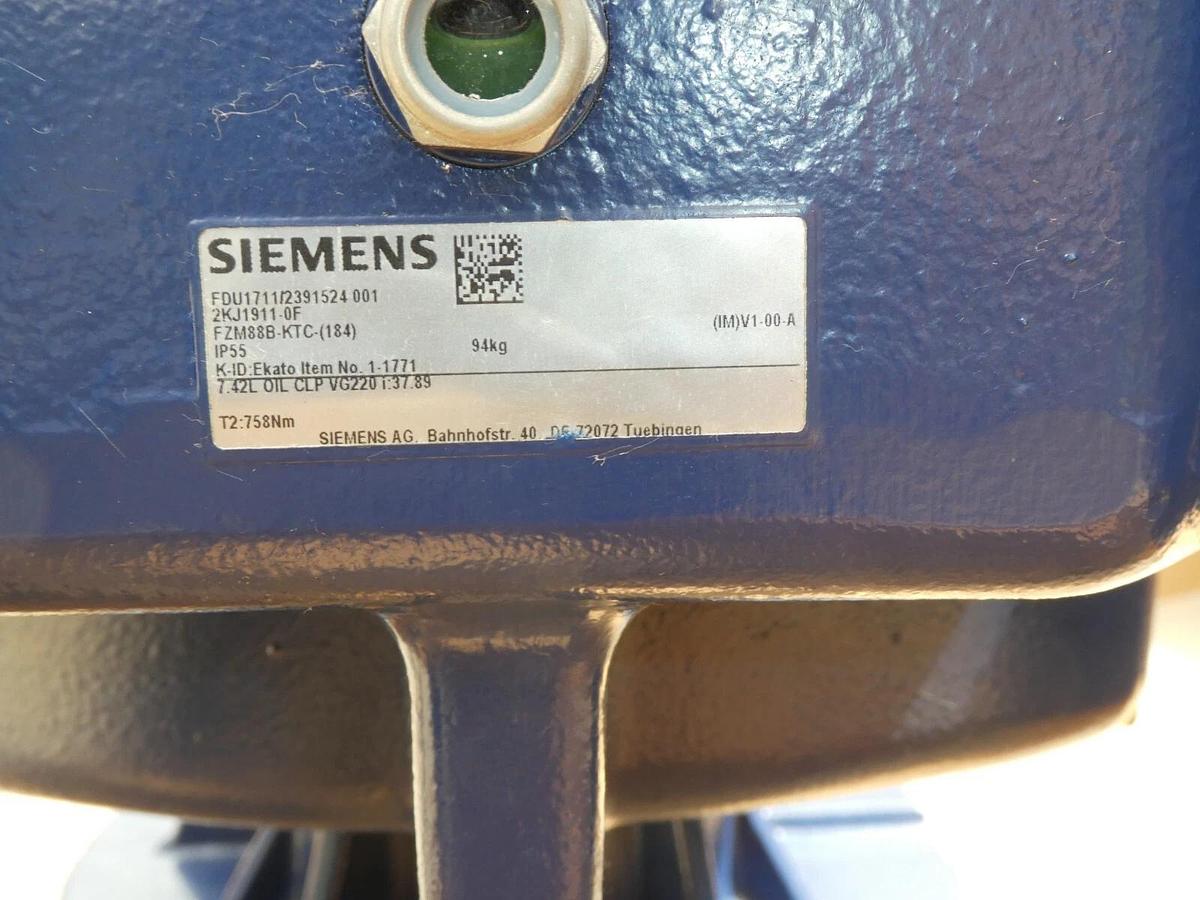 SIEMENS
FDU1711/2391524 001
2KJ1911-0F
FZM88B-KTC-(184)
(IM)V1-00-A
IP55
94kg
K-ID:Ekato Item No. 1-1771
7.42L OIL CLP VG220 i:37.89
T2:758Nm
SIEMENS AG, Bahnhofstr. 40 DE-72072 Tuebingen